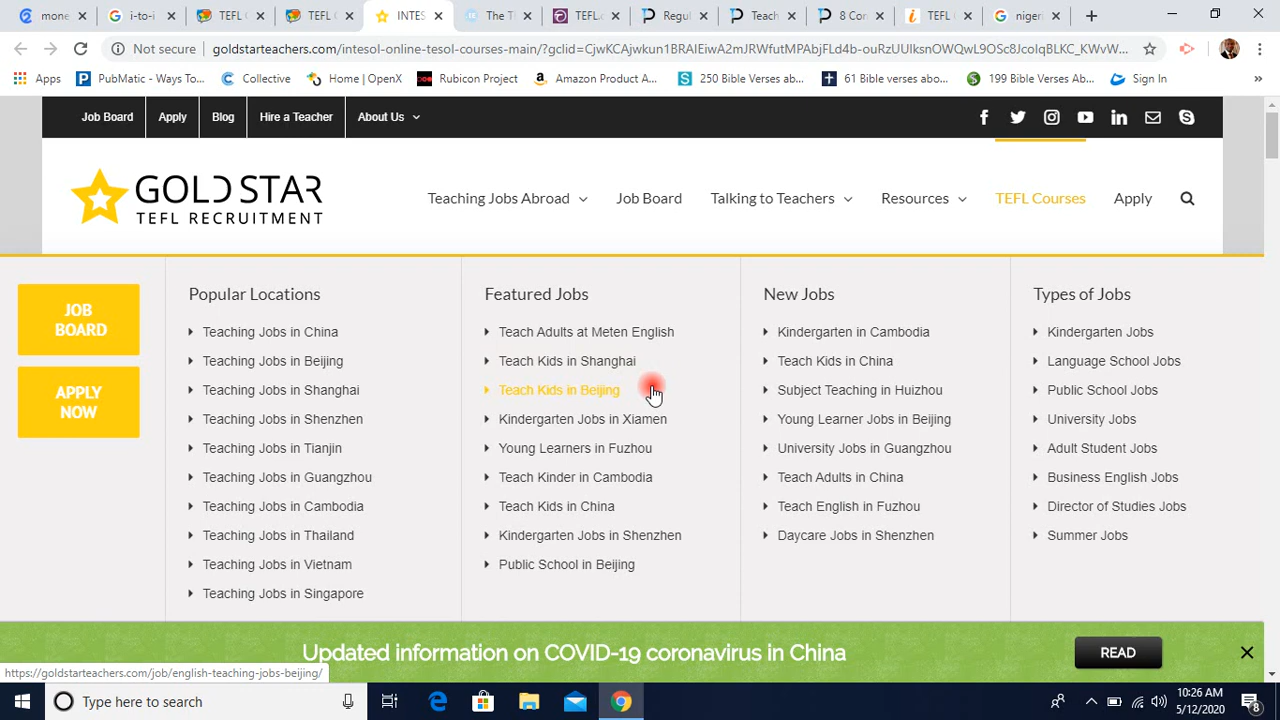 mone
i-to-i
TEFL C
TEFL C
INTES
The T
TEFL.
Regul
Teach
8 Con
TEFL
niger
Not secure
goldstarteachers.com/intesol-online-tesol-courses-main/?gclid=CjwKCAjwkun1BRAIEiwA2mJRWfutMPAbjFLd4b-ouRzUUIksnOWQwL9OSc8JcoIqBLKC_KWvW...
Apps
PubMatic - Ways To...
Collective
Home | OpenX
Rubicon Project
Amazon Product A...
250 Bible Verses ab...
61 Bible verses abo...
199 Bible Verses Ab...
Sign In
Job Board
Apply
Blog
Hire a Teacher
About Us
GOLD STAR
TEFL RECRUITMENT
Teaching Jobs Abroad
Job Board
Talking to Teachers
Resources
TEFL Courses
Apply
JOB
BOARD
APPLY
NOW
Popular Locations
Teaching Jobs in China
Teaching Jobs in Beijing
Teaching Jobs in Shanghai
Teaching Jobs in Shenzhen
Teaching Jobs in Tianjin
Teaching Jobs in Guangzhou
Teaching Jobs in Cambodia
Teaching Jobs in Thailand
Teaching Jobs in Vietnam
Teaching Jobs in Singapore
Featured Jobs
Teach Adults at Meten English
Teach Kids in Shanghai
Teach Kids in Beijing
Kindergarten Jobs in Xiamen
Young Learners in Fuzhou
Teach Kinder in Cambodia
Teach Kids in China
Kindergarten Jobs in Shenzhen
Public School in Beijing
New Jobs
Kindergarten in Cambodia
Teach Kids in China
Subject Teaching in Huizhou
Young Learner Jobs in Beijing
University Jobs in Guangzhou
Teach Adults in China
Teach English in Fuzhou
Daycare Jobs in Shenzhen
Types of Jobs
Kindergarten Jobs
Language School Jobs
Public School Jobs
University Jobs
Adult Student Jobs
Business English Jobs
Director of Studies Jobs
Summer Jobs
Updated information on COVID-19 coronavirus in China
READ
https://goldstarteachers.com/job/english-teaching-jobs-beijing/
Type here to search
10:26 AM
5/12/2020
8